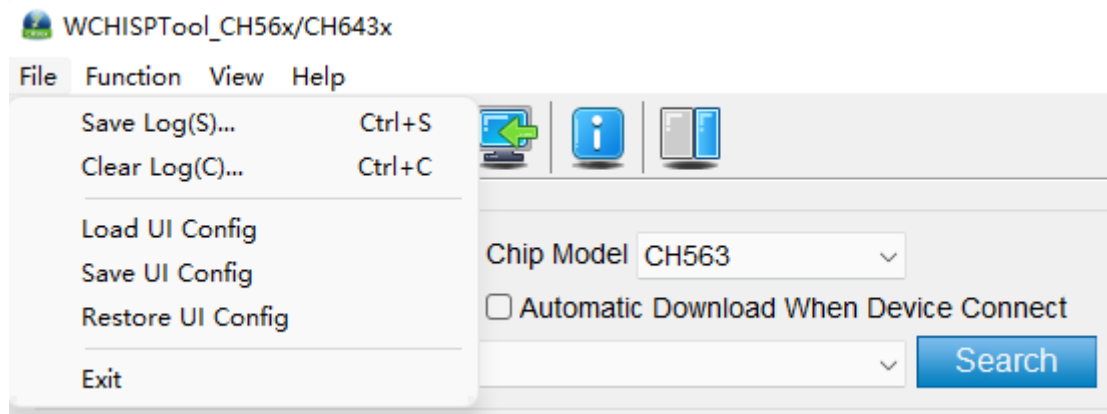 WCHISPTool_CH56x/CH643x
File Function View Help
Save Log(S)... Ctrl+S
Clear Log(C)... Ctrl+C
Load UI Config
Save UI Config
Restore UI Config
Exit
Chip Model CH563
Automatic Download When Device Connect
Search